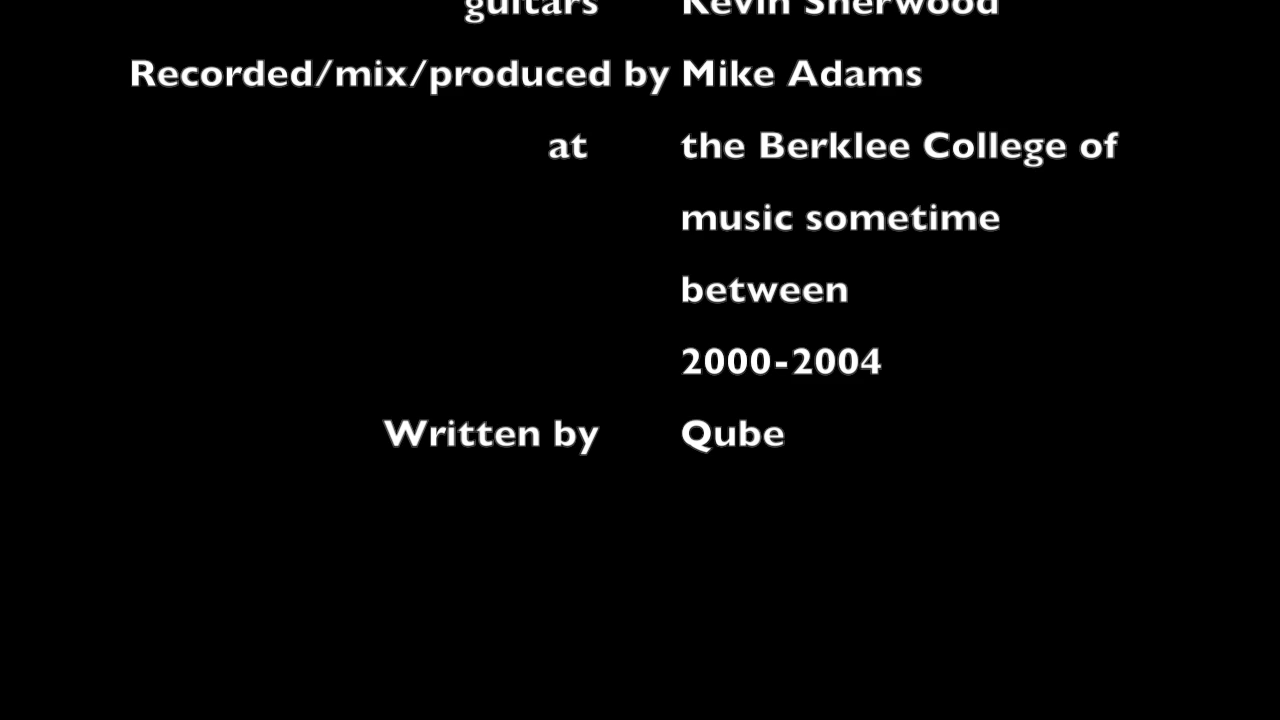 guitars Kevin Sherwood
Recorded/mix/produced by Mike Adams
at the Berklee College of
music sometime
between
2000-2004
Written by Qube